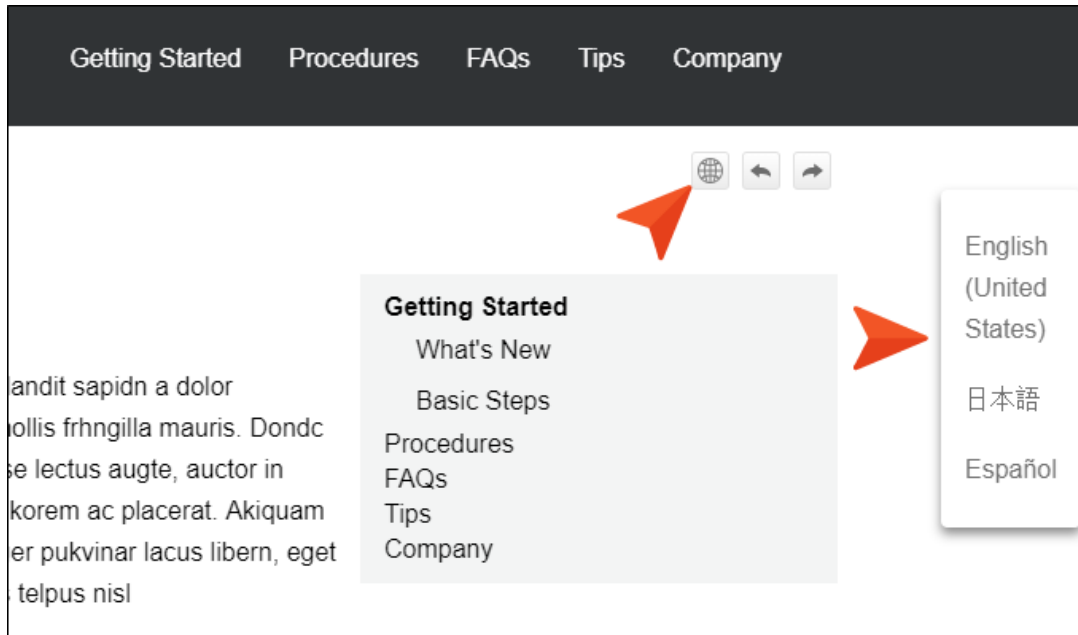 Getting Started Procedures FAQs Tips Company
Getting Started
What's New
Basic Steps
Procedures
FAQs
Tips
Company
English
(United
States)
日本語
Español
landit sapidn a dolor
nollis frhngilla mauris. Dondc
se lectus augte, auctor in
korem ac placerat. Akiquam
er pukvinar lacus libern, eget
s telpus nisl